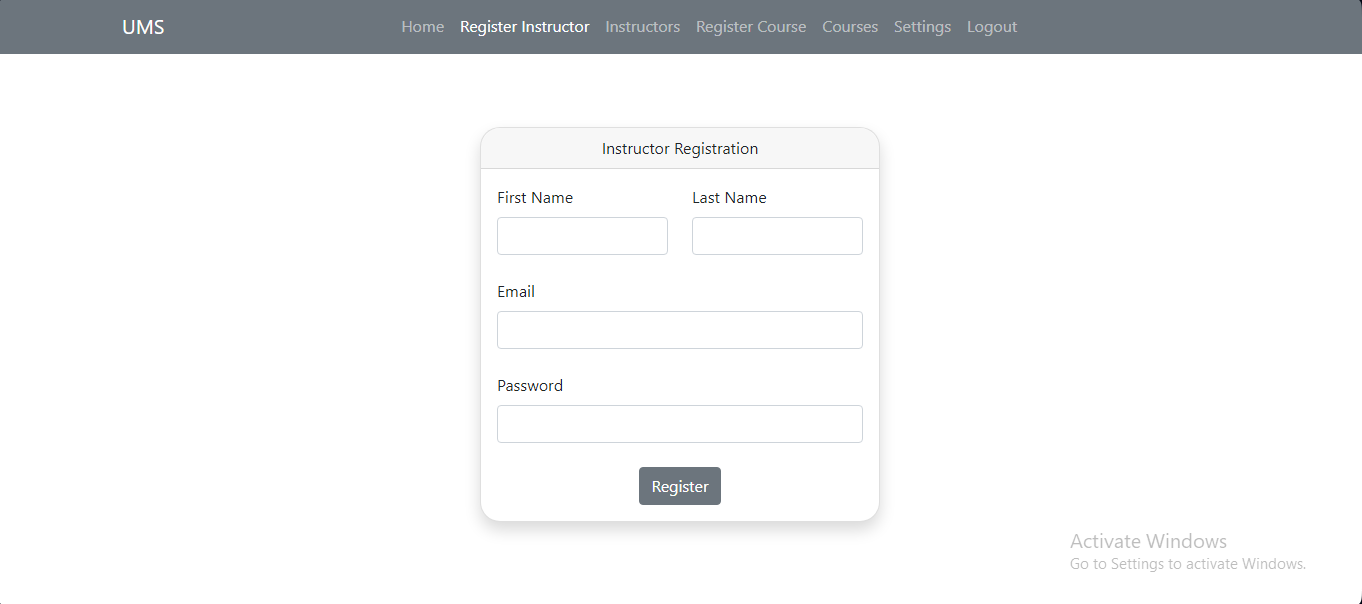 UMS Home Register Instructor Instructors Register Course Courses Settings Logout
Instructor Registration
First Name Last Name
Email
Password
Register
Activate Windows
Go to Settings to activate Windows.